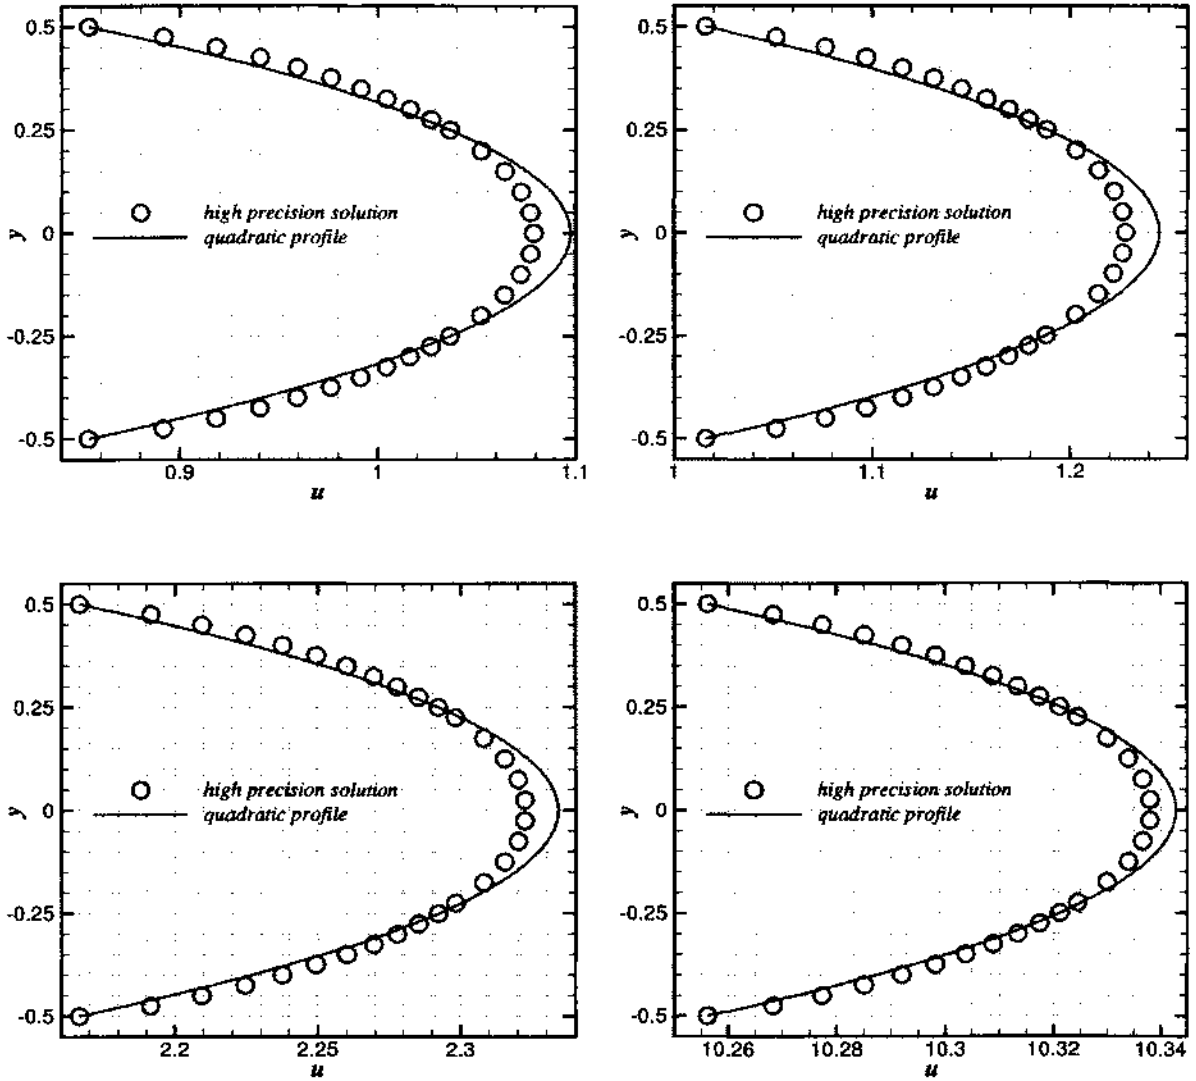 0.5
0.25
0
-0.25
-0.5
y
high precision solution
quadratic profile
0.9
1
1.1
u
0.5
0.25
0
-0.25
-0.5
y
high precision solution
quadratic profile
1
1.1
1.2
u
0.5
0.25
0
-0.25
-0.5
y
high precision solution
quadratic profile
2.2
2.25
2.3
u
0.5
0.25
0
-0.25
-0.5
y
high precision solution
quadratic profile
10.26
10.28
10.3
10.32
10.34
u